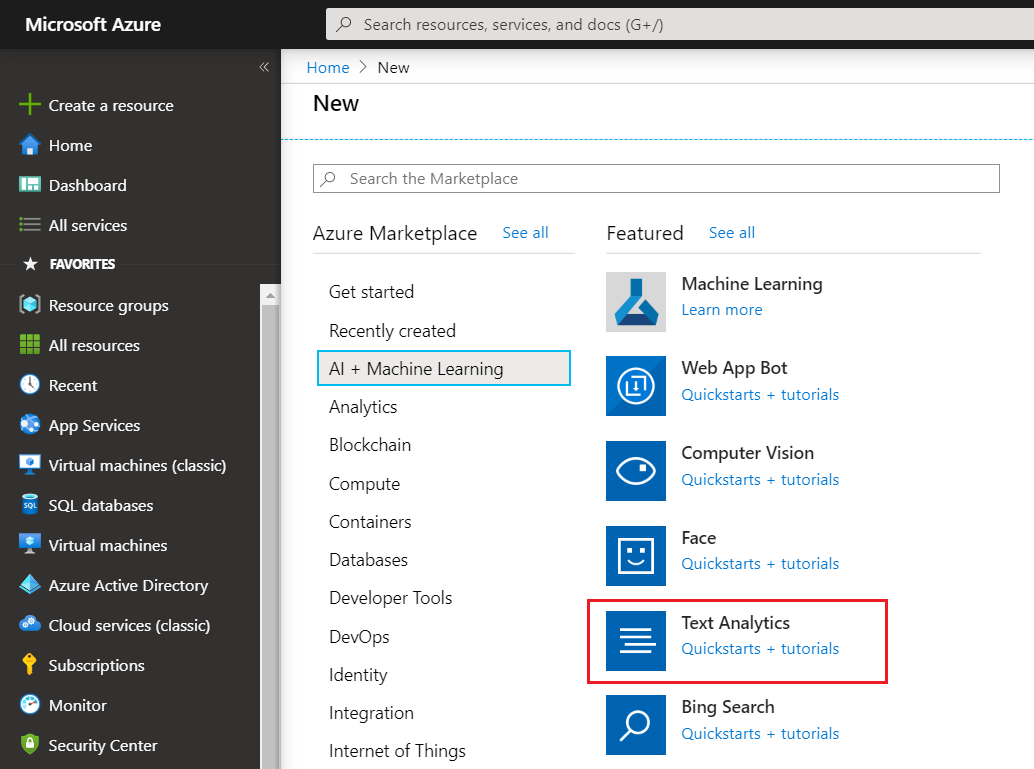 Microsoft Azure
Search resources, services, and docs (G+/)
Create a resource
Home
Dashboard
All services
FAVORITES
Resource groups
All resources
Recent
App Services
Virtual machines (classic)
SQL databases
Virtual machines
Azure Active Directory
Cloud services (classic)
Subscriptions
Monitor
Security Center
Home > New
New
Search the Marketplace
Azure Marketplace See all
Get started
Recently created
AI + Machine Learning
Analytics
Blockchain
Compute
Containers
Databases
Developer Tools
DevOps
Identity
Integration
Internet of Things
Featured See all
Machine Learning
Learn more
Web App Bot
Quickstarts + tutorials
Computer Vision
Quickstarts + tutorials
Face
Quickstarts + tutorials
Text Analytics
Quickstarts + tutorials
Bing Search
Quickstarts + tutorials